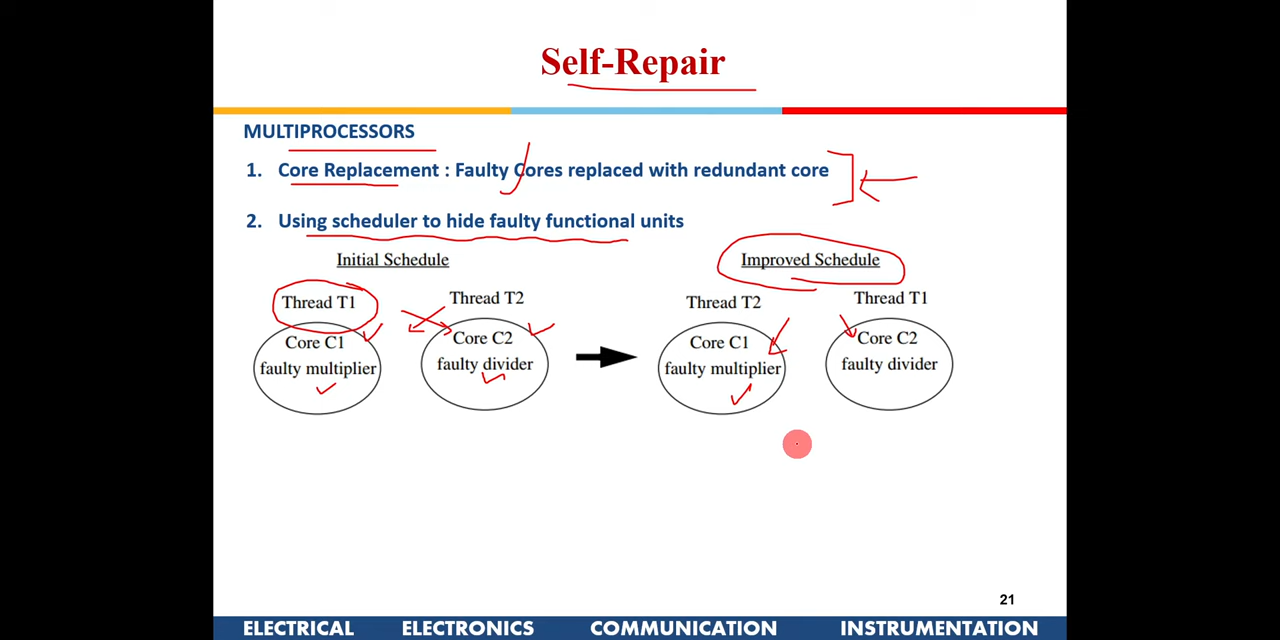 Self-Repair
MULTIPROCESSORS
1. Core Replacement : Faulty Cores replaced with redundant core
2. Using scheduler to hide faulty functional units
Initial Schedule
Improved Schedule
Thread T1
Thread T2
Thread T2
Thread T1
Core C1
faulty multiplier
Core C2
faulty divider
Core C1
faulty multiplier
Core C2
faulty divider
21
ELECTRICAL ELECTRONICS COMMUNICATION INSTRUMENTATION